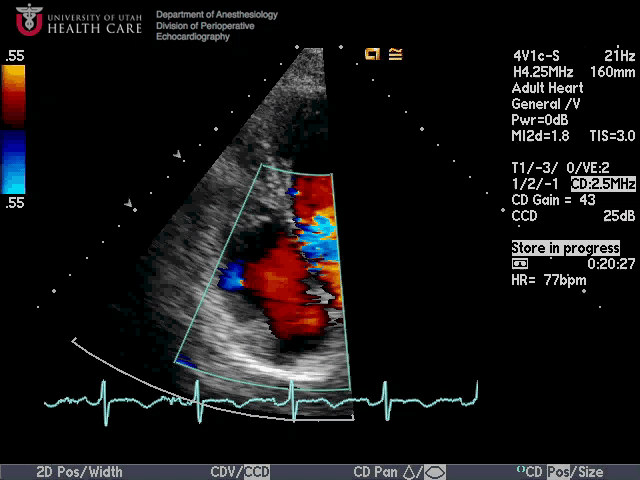 UNIVERSITY OF UTAH
HEALTH CARE
Department of Anesthesiology
Division of Perioperative
Echocardiography
.55
.55
4V1c-S 21Hz
H4.25MHz 160mm
Adult Heart
General /V
Pwr=0dB
MI2d=1.8 TIS=3.0
T1/-3/ 0/VE:2
1/2/-1 CD:2.5MHz
CD Gain = 43
CCD 25dB
Store in progress
0:20:27
HR= 77bpm
2D Pos/Width CDV/CCD CD Pan CD Pos/Size